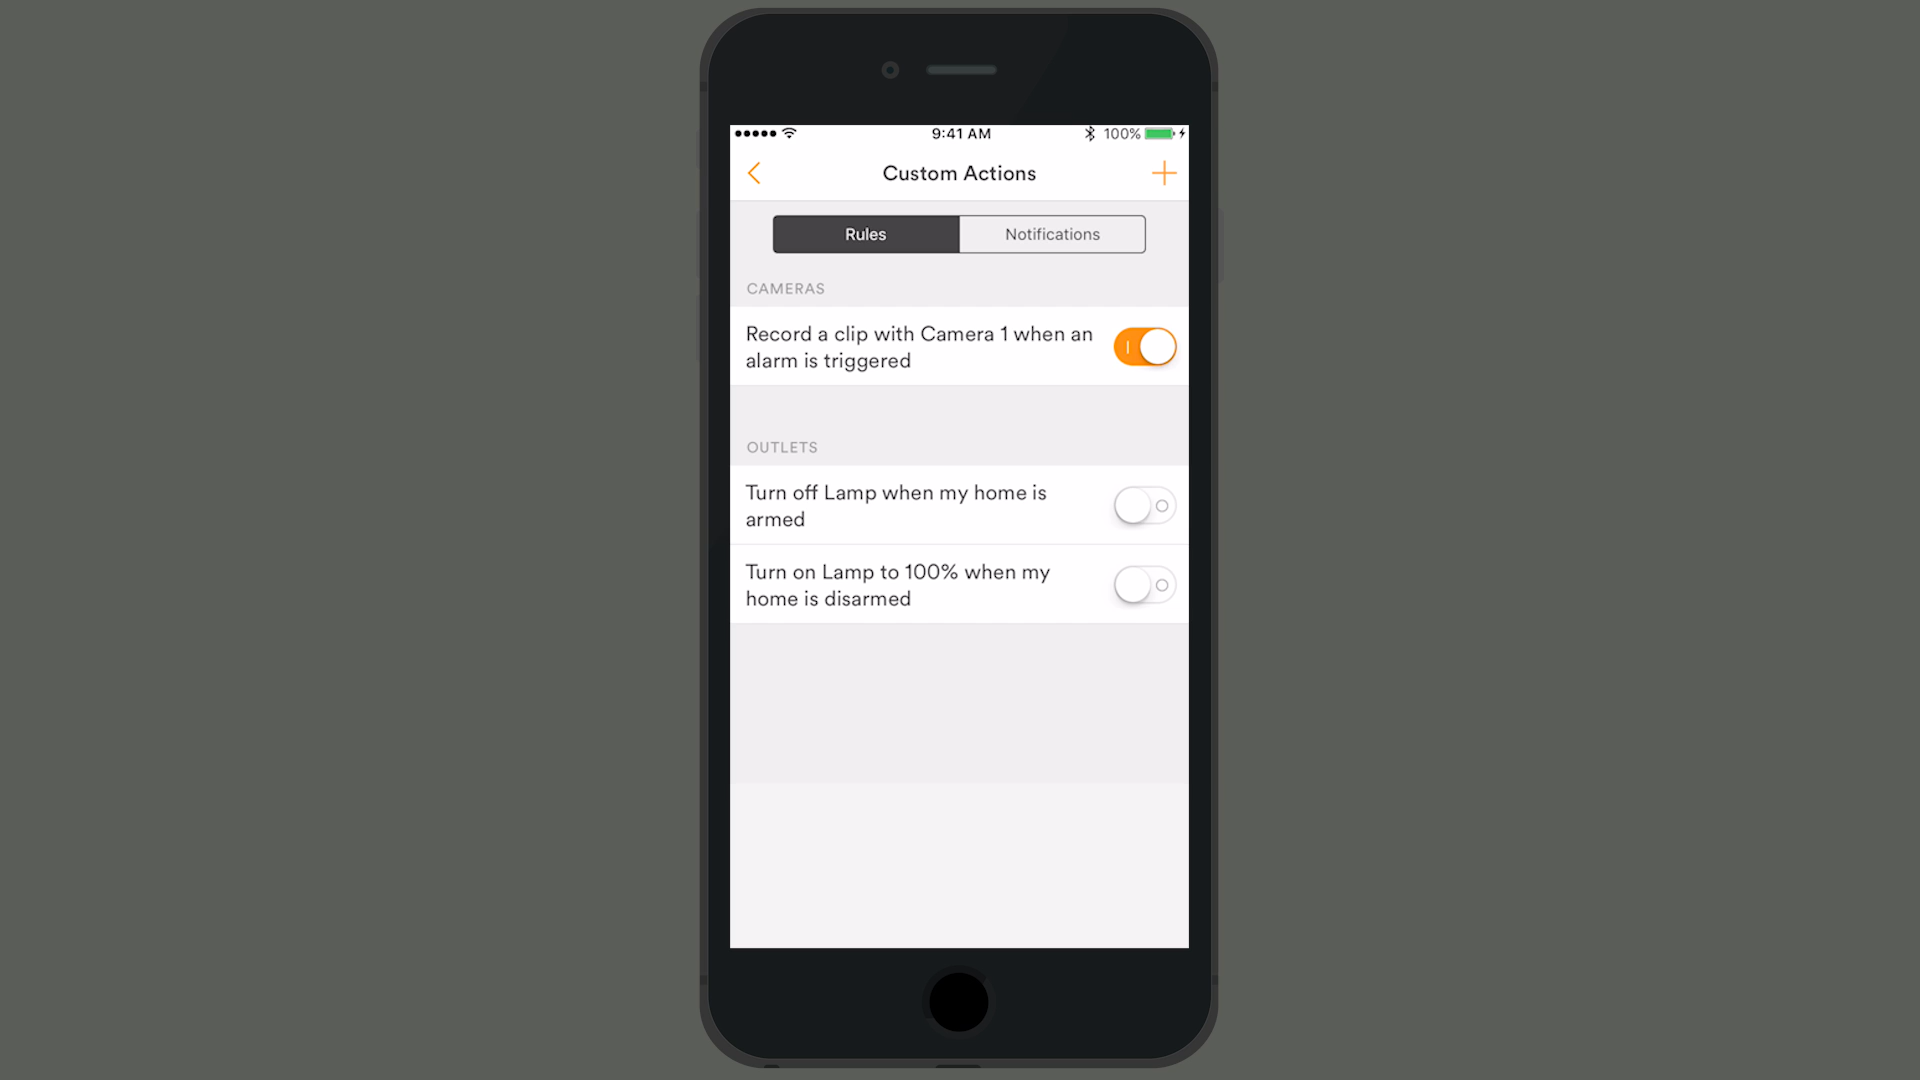 9:41 AM
100%
Custom Actions
Rules
Notifications
CAMERAS
Record a clip with Camera 1 when an
alarm is triggered
OUTLETS
Turn off Lamp when my home is
armed
Turn on Lamp to 100% when my
home is disarmed